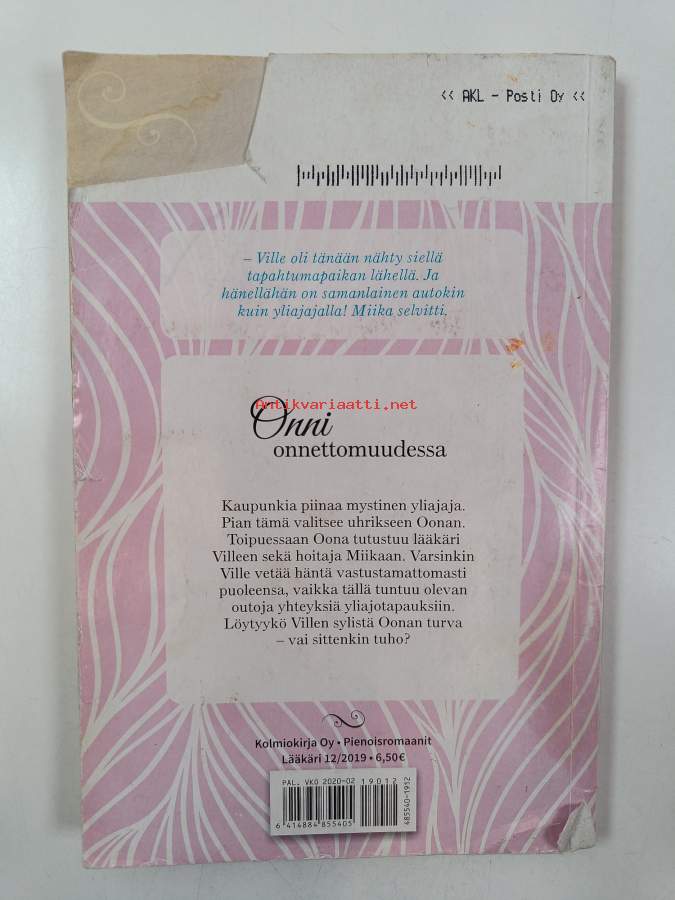 << AKL - Posti Oy <<
– Ville oli tänään nähty siellä
tapahtumapaikan lähellä. Ja
hänellähän on samanlainen autokin
kuin yliajajalla! Miika selvitti.
Antikvariaatti.net
Onni
onnettomuudessa
Kaupunkia piinaa mystinen yliajaja.
Pian tämä valitsee uhrikseen Oonan.
Toipuessaan Oona tutustuu lääkäri
Villeen sekä hoitaja Miikaan. Varsinkin
Ville vetää häntä vastustamattomasti
puoleensa, vaikka tällä tuntuu olevan
outoja yhteyksiä yliajotapauksiin.
Löytyykö Villen sylistä Oonan turva
– vai sittenkin tuho?
Kolmiokirja Oy • Pienoisromaanit
Lääkäri 12/2019 • 6,50€
PAL. VKO 2020-02
19012
6 414884 855405
485540-1912